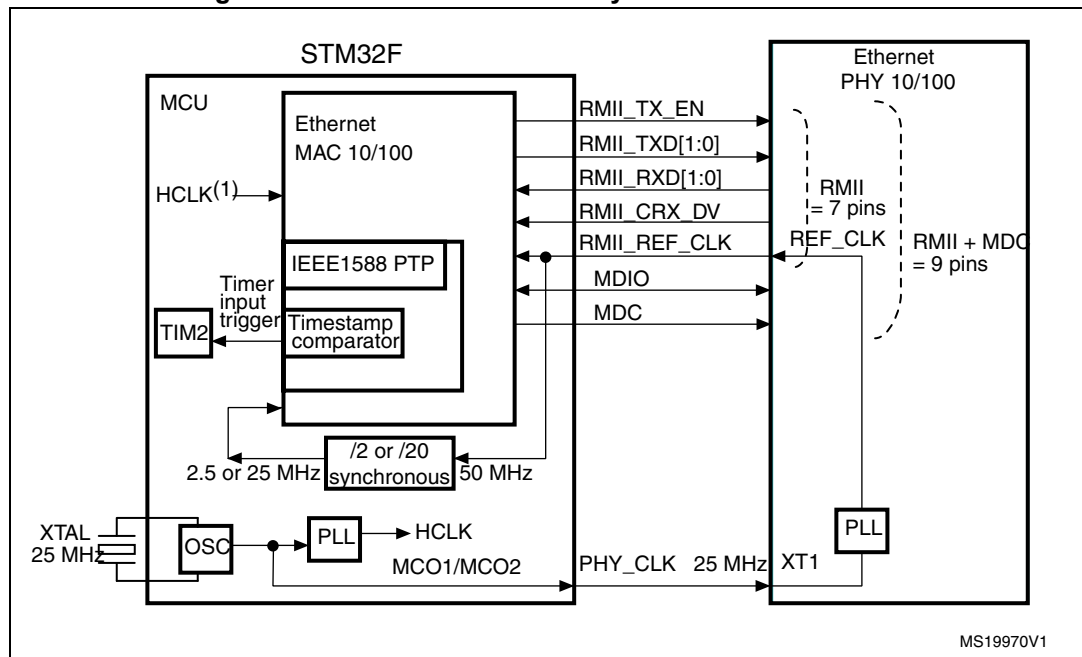 STM32F
MCU
Ethernet
MAC 10/100
HCLK(1)
IEEE1588 PTP
Timer
input
trigger
TIM2
Timestamp
comparator
/2 or /20
synchronous
2.5 or 25 MHz
50 MHz
XTAL
25 MHz
OSC
PLL
HCLK
MCO1/MCO2
RMII_TX_EN
RMII_TXD[1:0]
RMII_RXD[1:0]
RMII_CRX_DV
RMII_REF_CLK
MDIO
MDC
PHY_CLK 25 MHz
Ethernet
PHY 10/100
RMII
= 7 pins
REF_CLK
RMII + MDC
= 9 pins
PLL
XT1
MS19970V1